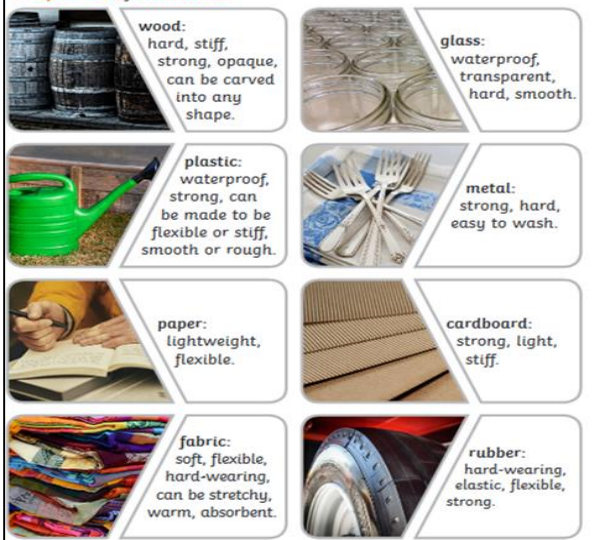 wood:
hard, stiff,
strong, opaque,
can be carved
into any
shape.
glass:
waterproof,
transparent,
hard, smooth.
plastic:
waterproof,
strong, can
be made to be
flexible or stiff,
smooth or rough.
metal:
strong, hard,
easy to wash.
paper:
lightweight,
flexible.
cardboard:
strong, light,
stiff.
fabric:
soft, flexible,
hard-wearing,
can be stretchy,
warm, absorbent.
rubber:
hard-wearing,
elastic, flexible,
strong.